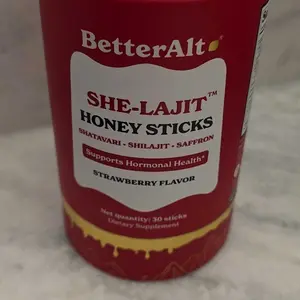 BetterAlt
SHE-LAJIT™
HONEY STICKS
SHATAVARI • SHILAJIT • SAFFRON
Supports Hormonal Health*
STRAWBERRY FLAVOR
Net quantity: 30 sticks
Dietary Supplement